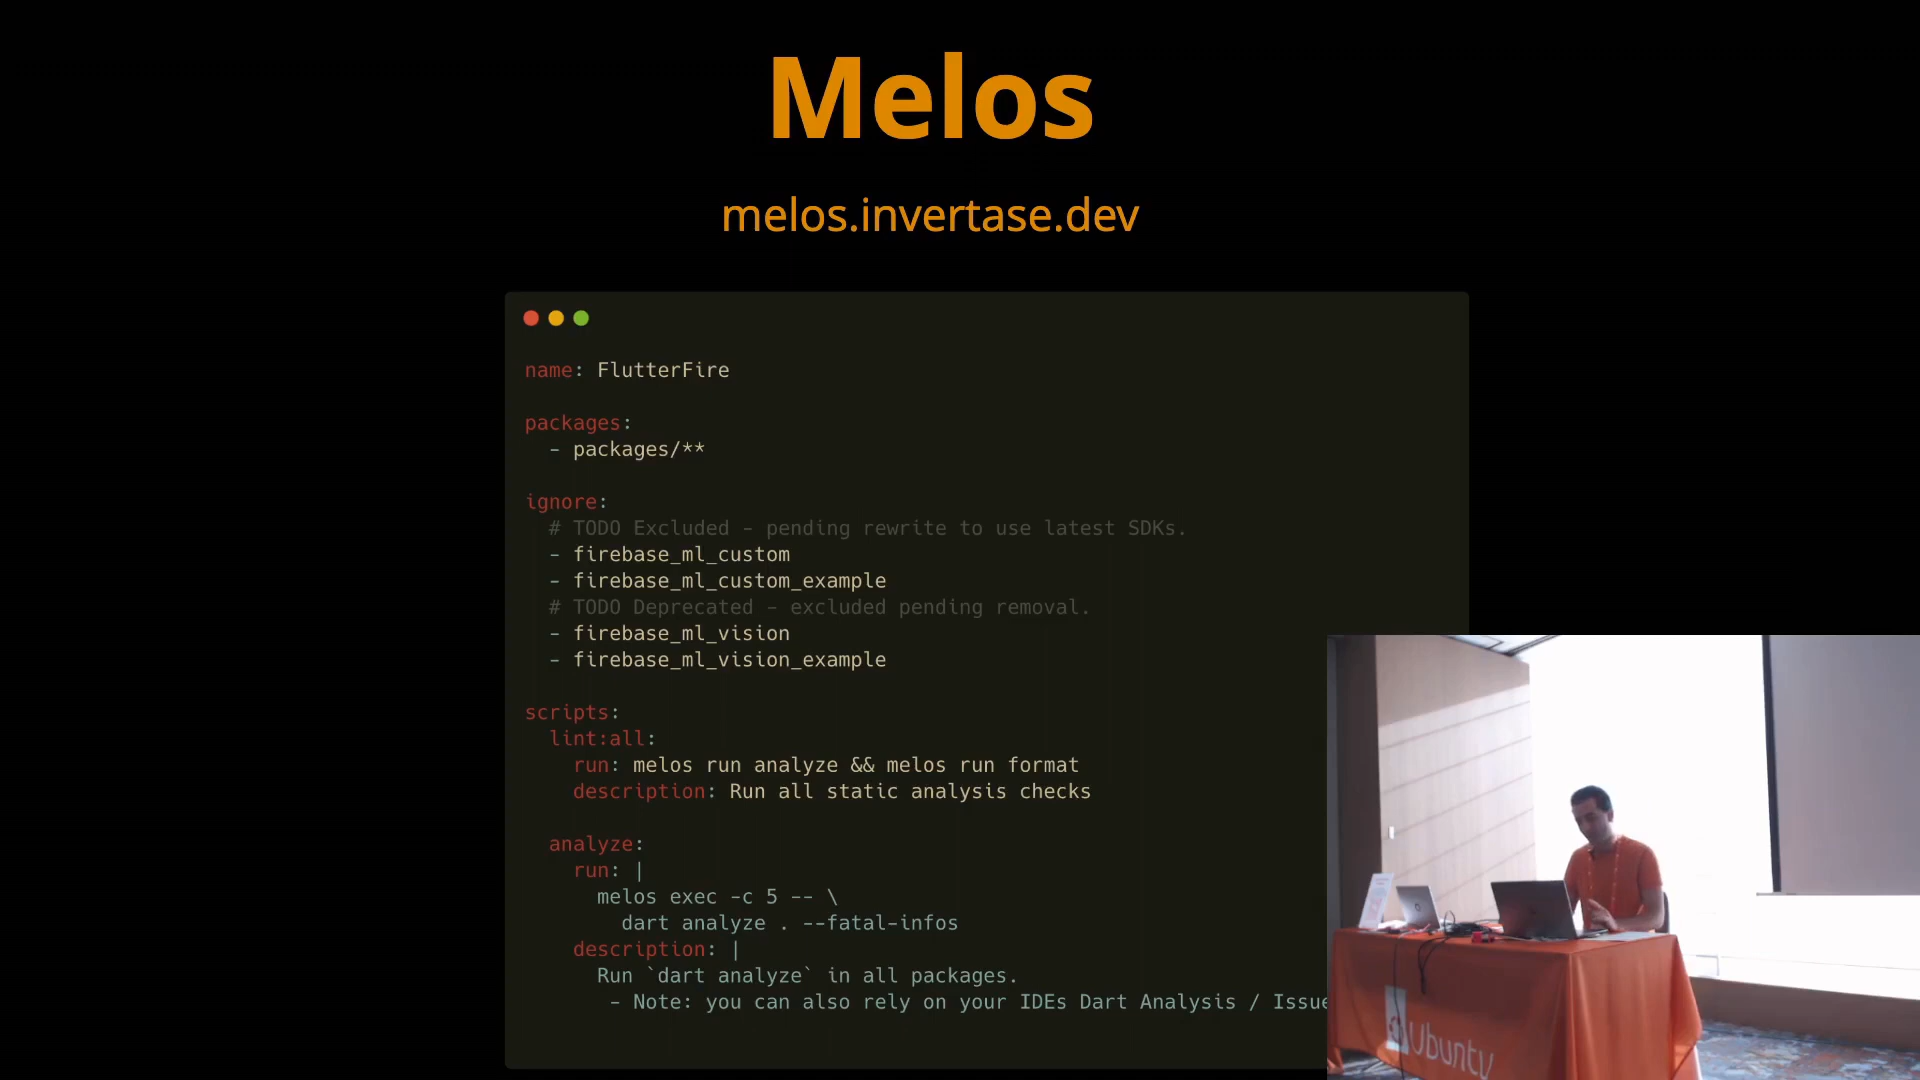 Melos
melos.invertase.dev
name: FlutterFire
packages:
  - packages/**
ignore:
  # TODO Excluded - pending rewrite to use latest SDKs.
  - firebase_ml_custom
  - firebase_ml_custom_example
  # TODO Deprecated - excluded pending removal.
  - firebase_ml_vision
  - firebase_ml_vision_example
scripts:
  lint:all:
    run: melos run analyze && melos run format
    description: Run all static analysis checks
  analyze:
    run: |
      melos exec -c 5 -- \
        dart analyze . --fatal-infos
    description: |
      Run `dart analyze` in all packages.
       - Note: you can also rely on your IDEs Dart Analysis / Issue
Ubuntu